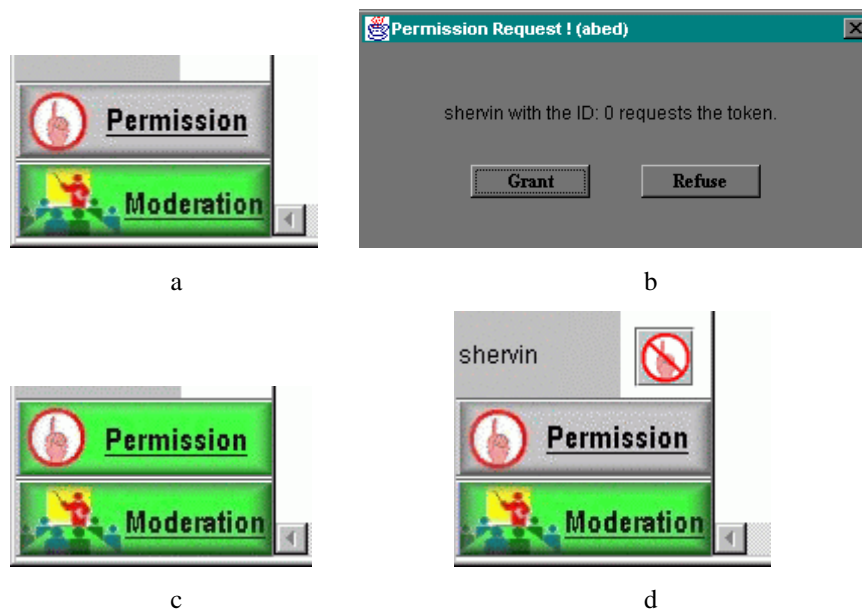 Permission
Moderation
a
Permission Request ! (abed)
shervin with the ID: 0 requests the token.
Grant Refuse
b
Permission
Moderation
c
shervin
Permission
Moderation
d